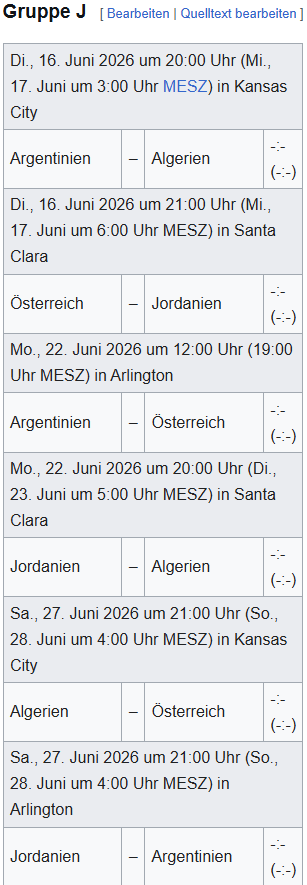 Gruppe J [ Bearbeiten | Quelltext bearbeiten ]
Di., 16. Juni 2026 um 20:00 Uhr (Mi.,
17. Juni um 3:00 Uhr MESZ) in Kansas
City
Argentinien – Algerien -:- (-:-)
Di., 16. Juni 2026 um 21:00 Uhr (Mi.,
17. Juni um 6:00 Uhr MESZ) in Santa
Clara
Österreich – Jordanien -:- (-:-)
Mo., 22. Juni 2026 um 12:00 Uhr (19:00
Uhr MESZ) in Arlington
Argentinien – Österreich -:- (-:-)
Mo., 22. Juni 2026 um 20:00 Uhr (Di.,
23. Juni um 5:00 Uhr MESZ) in Santa
Clara
Jordanien – Algerien -:- (-:-)
Sa., 27. Juni 2026 um 21:00 Uhr (So.,
28. Juni um 4:00 Uhr MESZ) in Kansas
City
Algerien – Österreich -:- (-:-)
Sa., 27. Juni 2026 um 21:00 Uhr (So.,
28. Juni um 4:00 Uhr MESZ) in
Arlington
Jordanien – Argentinien -:- (-:-)